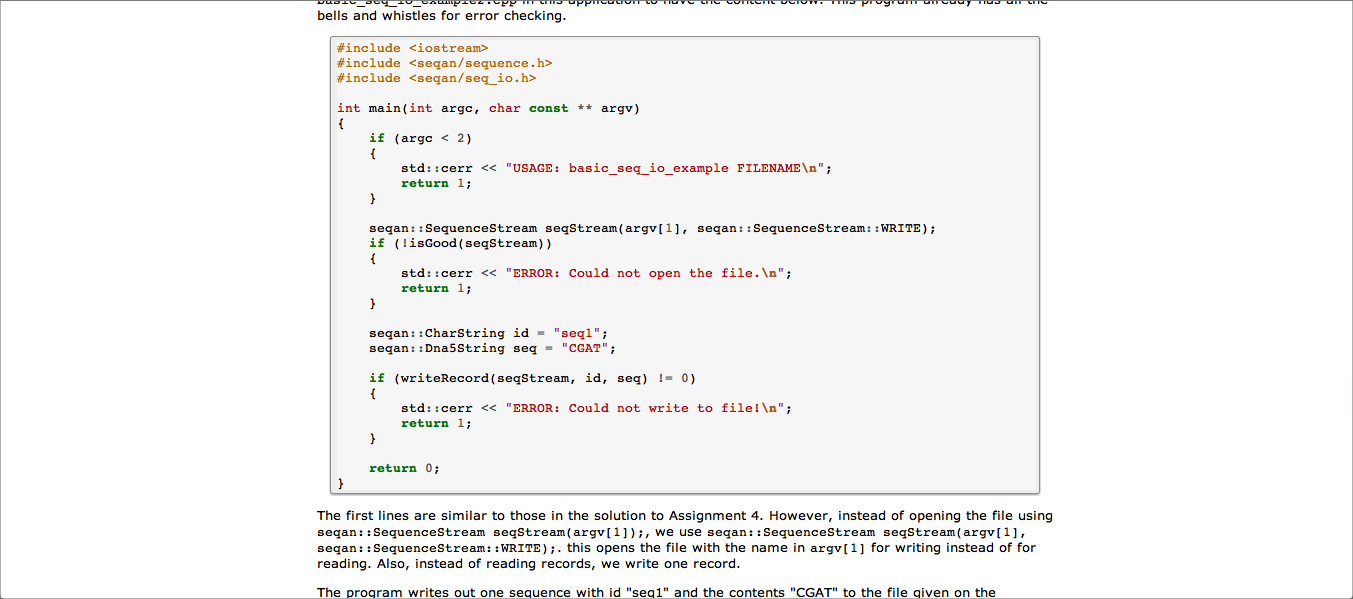 basic_seq_io_example2.cpp in this application to have the content below. This program already has all the
bells and whistles for error checking.
#include <iostream>
#include <seqan/sequence.h>
#include <seqan/seq_io.h>
int main(int argc, char const ** argv)
{
if (argc < 2)
{
std::cerr << "USAGE: basic_seq_io_example FILENAME\n";
return 1;
}
seqan::SequenceStream seqStream(argv[1], seqan::SequenceStream::WRITE);
if (!isGood(seqStream))
{
std::cerr << "ERROR: Could not open the file.\n";
return 1;
}
seqan::CharString id = "seq1";
seqan::Dna5String seq = "CGAT";
if (writeRecord(seqStream, id, seq) != 0)
{
std::cerr << "ERROR: Could not write to file!\n";
return 1;
}
return 0;
}
The first lines are similar to those in the solution to Assignment 4. However, instead of opening the file using
seqan::SequenceStream seqStream(argv[1]);, we use seqan::SequenceStream seqStream(argv[1],
seqan::SequenceStream::WRITE);. this opens the file with the name in argv[1] for writing instead of for
reading. Also, instead of reading records, we write one record.
The program writes out one sequence with id "seq1" and the contents "CGAT" to the file given on the